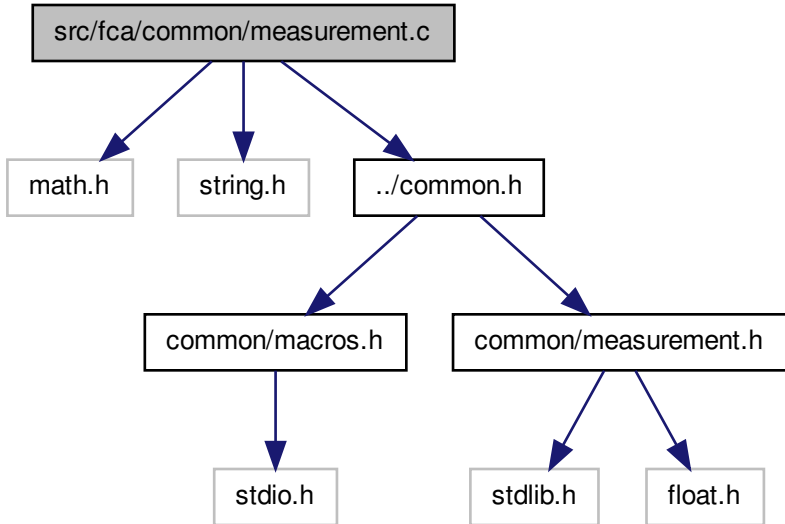 src/fca/common/measurement.c
math.h
string.h
../common.h
common/macros.h
common/measurement.h
stdio.h
stdlib.h
float.h